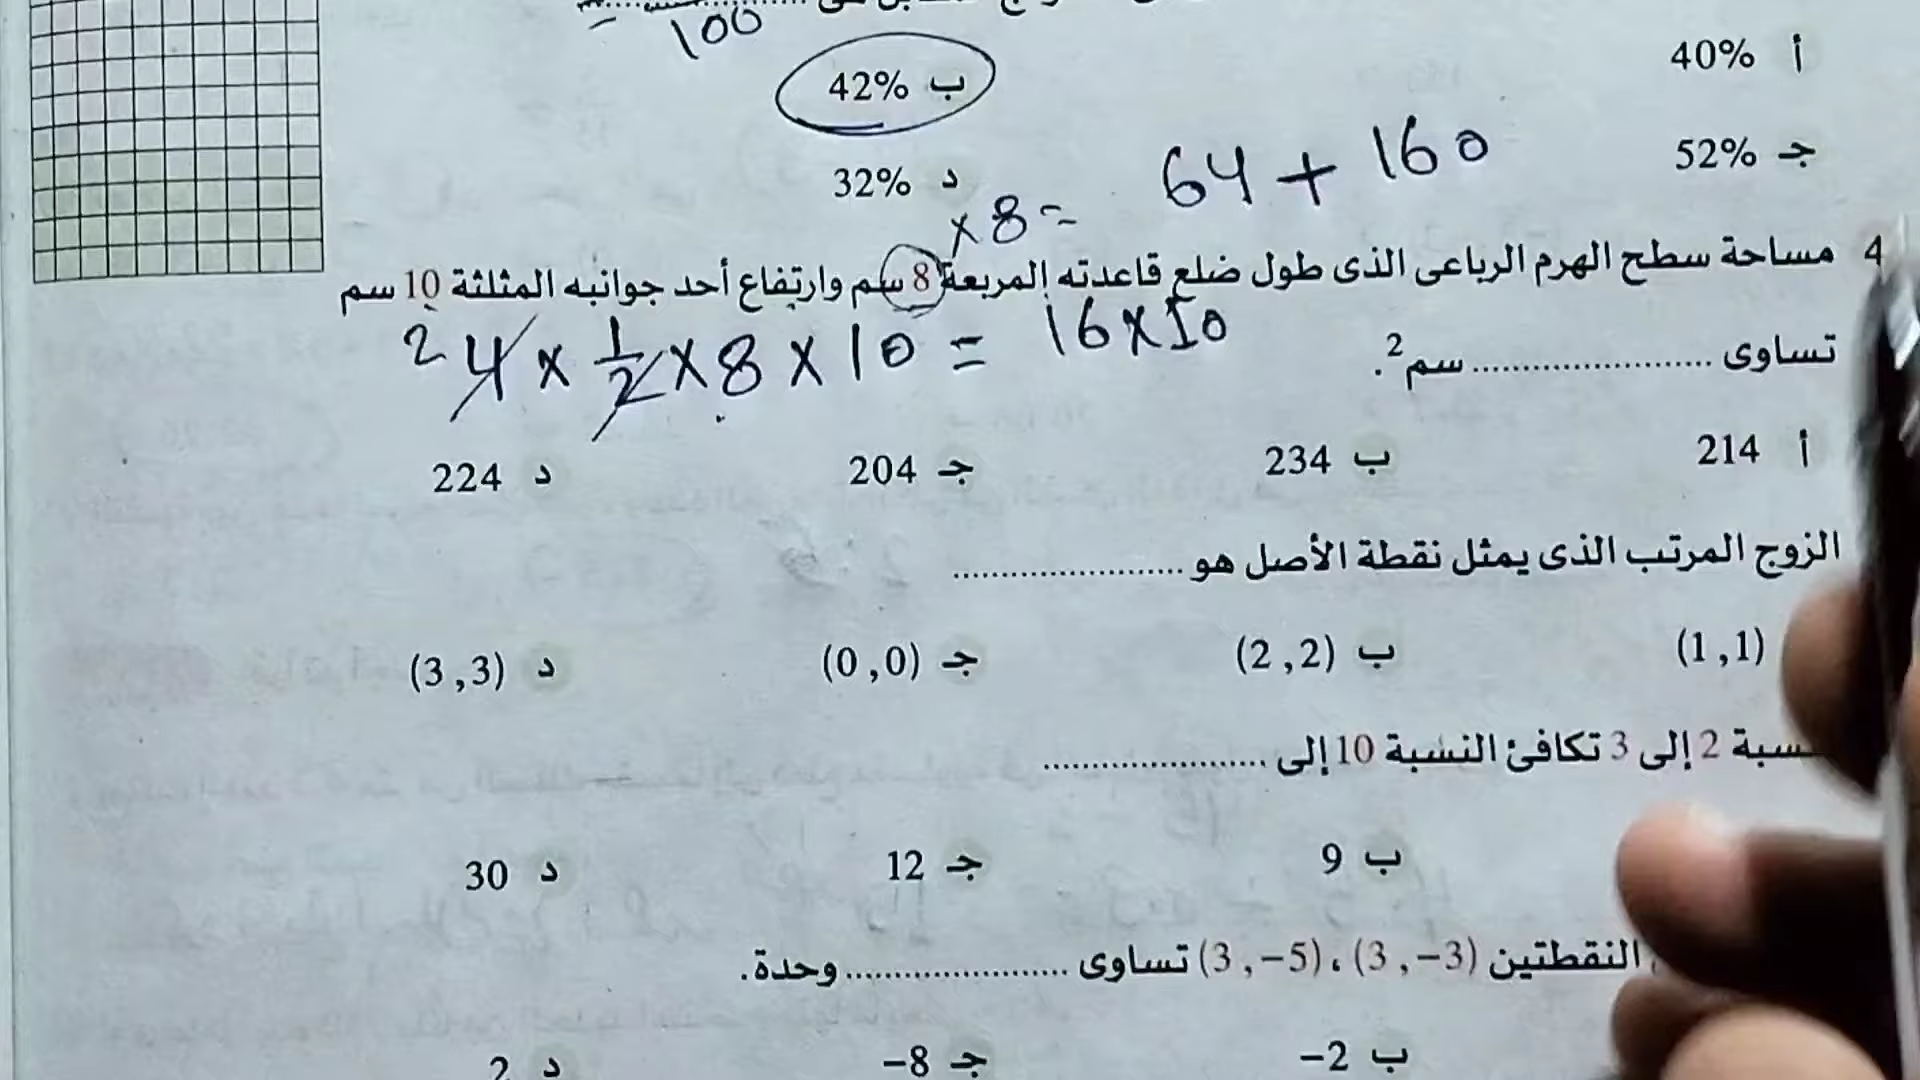 100
أ 40%
ب 42%
جـ 52%
د 32%
×8= 64+160
4 مساحة سطح الهرم الرباعى الذى طول ضلع قاعدته المربعة 8 سم وارتفاع أحد جوانبه المثلثة 10 سم
تساوى ..................... سم2 .
2 4 × 1/2 × 8 × 10 = 16×10
أ 214
ب 234
جـ 204
د 224
الزوج المرتب الذى يمثل نقطة الأصل هو .....................
(1,1)
ب (2,2)
جـ (0,0)
د (3,3)
2 إلى 3 تكافئ النسبة 10 إلى .....................
ب 9
جـ 12
د 30
النقطتين (3,−3)، (3,−5) تساوى ..................... وحدة.
ب −2
جـ −8
د 2